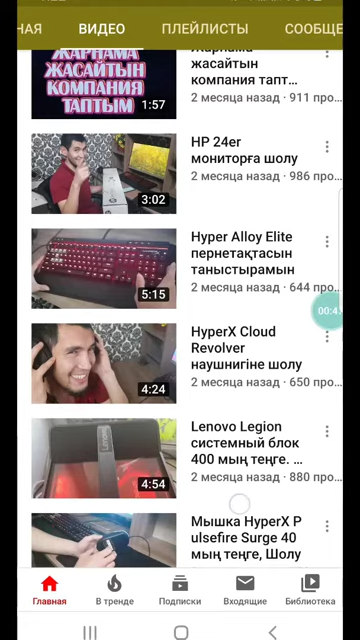 НАЯ ВИДЕО ПЛЕЙЛИСТЫ СООБЩЕ
ЖАРНАМА
ЖАСАЙТЫН
КОМПАНИЯ
ТАПТЫМ
1:57
Жарнама
жасайтын
компания тапт...
2 месяца назад · 911 про...
3:02
HP 24er
мониторға шолу
2 месяца назад · 986 про...
5:15
Hyper Alloy Elite
пернетақтасын
таныстырамын
2 месяца назад · 644 про...
00:4
4:24
HyperX Cloud
Revolver
наушнигіне шолу
2 месяца назад · 650 про...
4:54
Lenovo Legion
системный блок
400 мың теңге. ...
2 месяца назад · 880 про...
Мышка HyperX P
ulsefire Surge 40
мың теңге, Шолу
Главная В тренде Подписки Входящие Библиотека